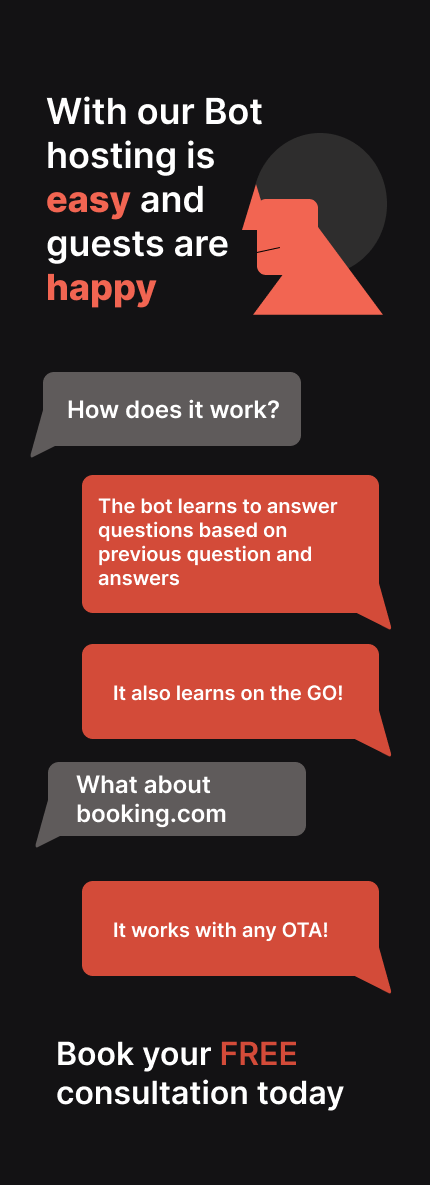 With our Bot
hosting is
easy and
guests are
happy
How does it work?
The bot learns to answer
questions based on
previous question and
answers
It also learns on the GO!
What about
booking.com
It works with any OTA!
Book your FREE
consultation today